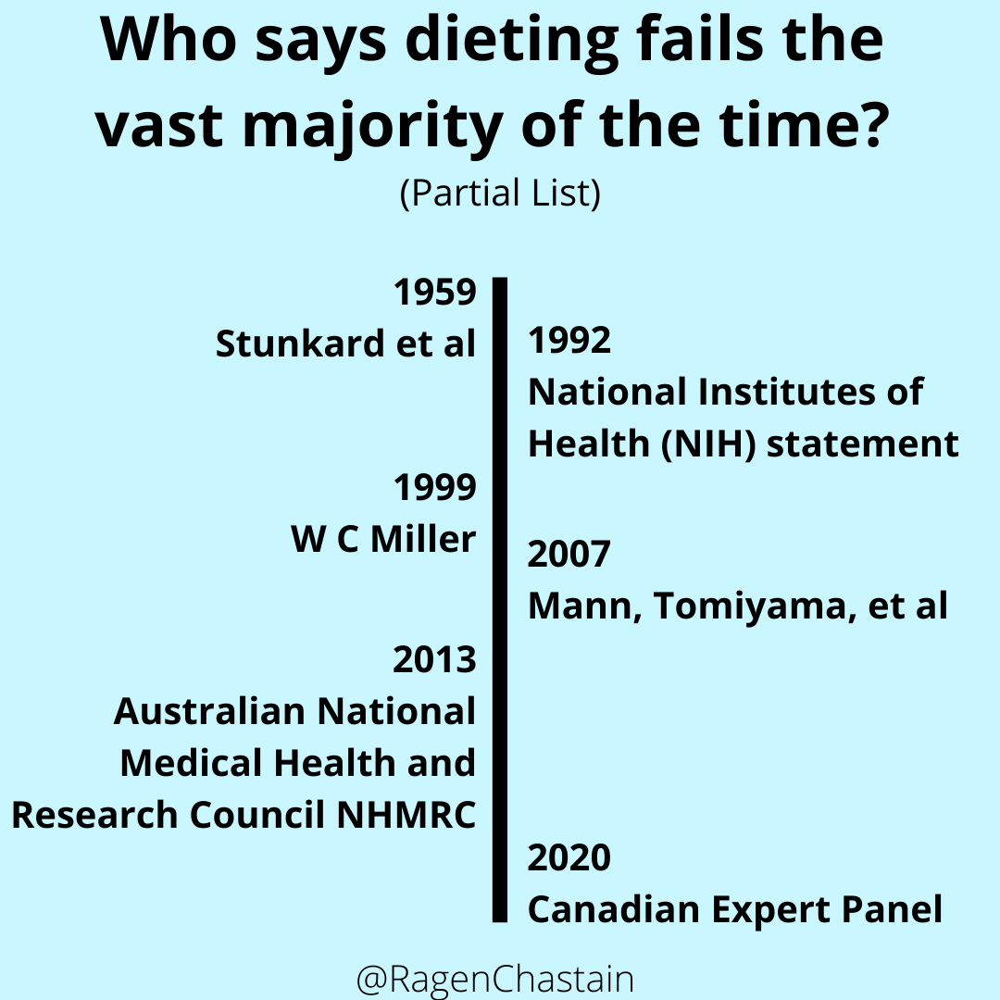 Who says dieting fails the
vast majority of the time?
(Partial List)
1959
Stunkard et al
1992
National Institutes of
Health (NIH) statement
1999
W C Miller
2007
Mann, Tomiyama, et al
2013
Australian National
Medical Health and
Research Council NHMRC
2020
Canadian Expert Panel
@RagenChastain